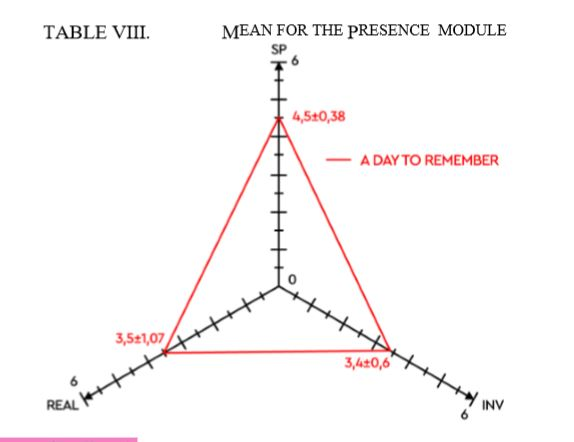 TABLE VIII. MEAN FOR THE PRESENCE MODULE
SP
6
4,5±0,38
A DAY TO REMEMBER
0
3,5±1,07
3,4±0,6
6
REAL
INV
6